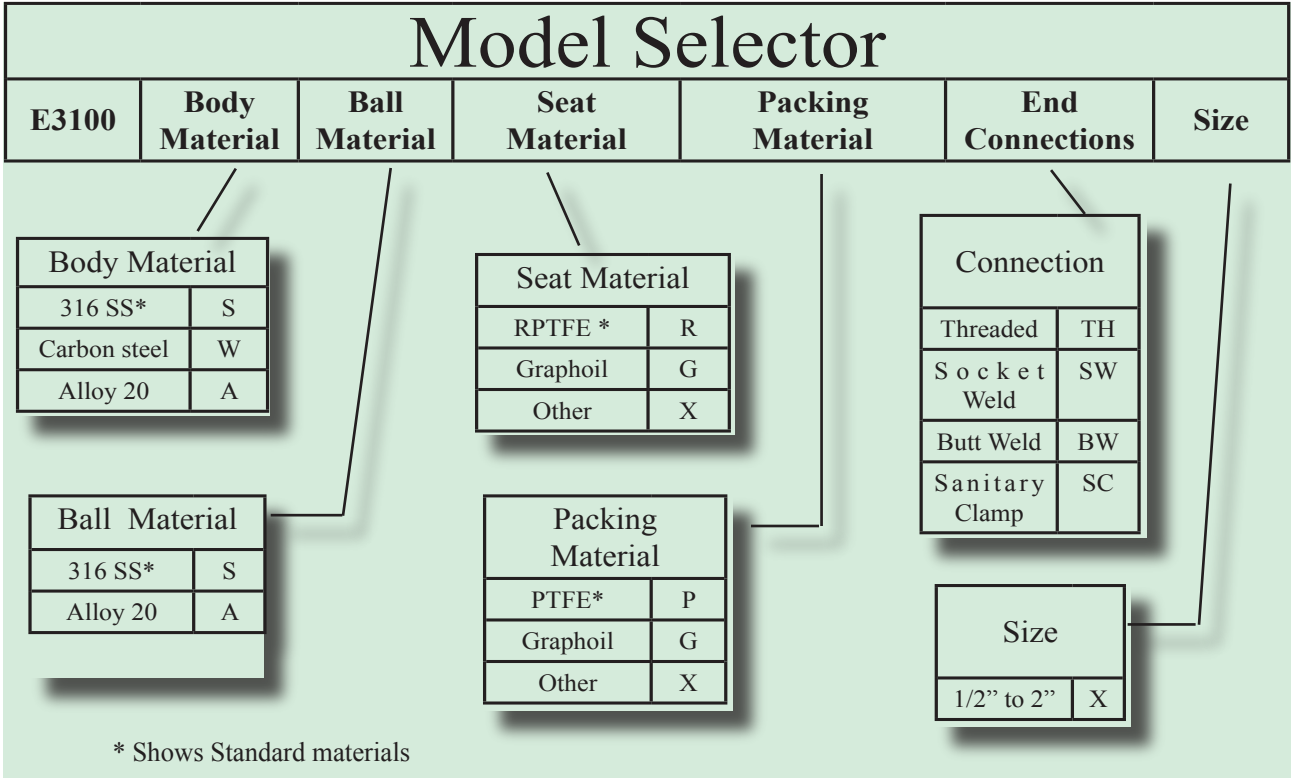 Model Selector
E3100 Body Material Ball Material Seat Material Packing Material End Connections Size
Body Material
316 SS* S
Carbon steel W
Alloy 20 A
Ball Material
316 SS* S
Alloy 20 A
Seat Material
RPTFE * R
Graphoil G
Other X
Packing
Material
PTFE* P
Graphoil G
Other X
Connection
Threaded TH
Socket SW
Weld
Butt Weld BW
Sanitary SC
Clamp
Size
1/2” to 2” X
* Shows Standard materials